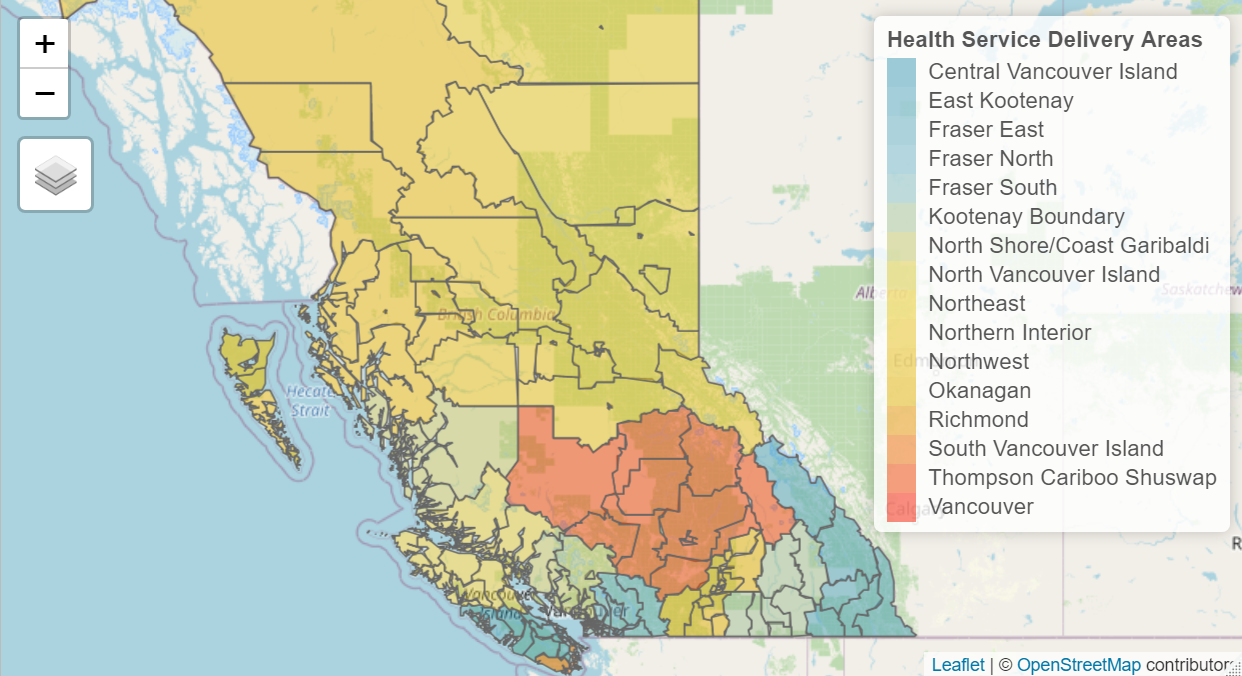 +
−
Health Service Delivery Areas
Central Vancouver Island
East Kootenay
Fraser East
Fraser North
Fraser South
Kootenay Boundary
North Shore/Coast Garibaldi
North Vancouver Island
Northeast
Northern Interior
Northwest
Okanagan
Richmond
South Vancouver Island
Thompson Cariboo Shuswap
Vancouver
Alberta
Saskatchew
British Columbia
Edm
Hecate
Strait
Calgary
R
Vancouver
Island
Vancouver
Leaflet | © OpenStreetMap contributors